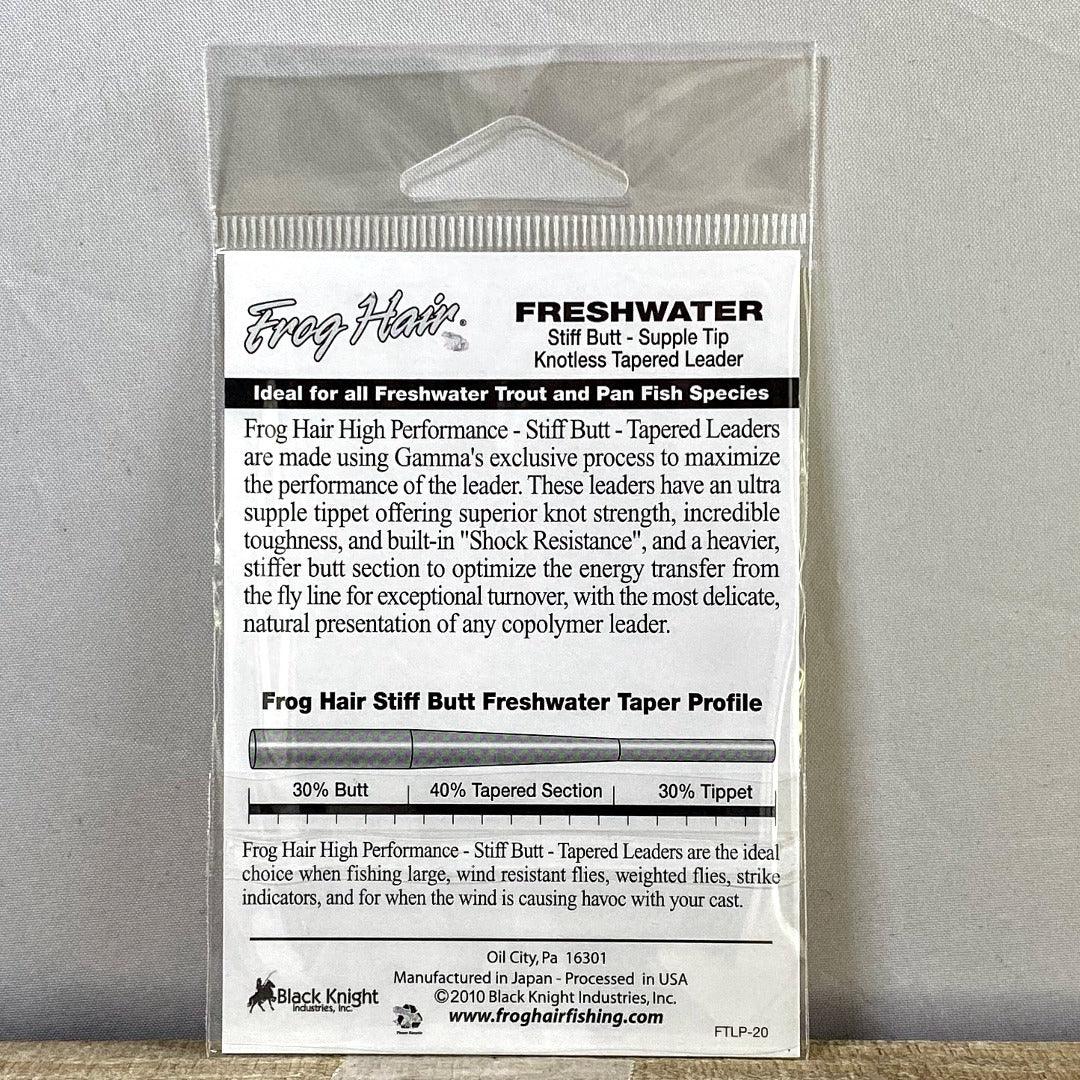 Frog Hair®
FRESHWATER
Stiff Butt - Supple Tip
Knotless Tapered Leader
Ideal for all Freshwater Trout and Pan Fish Species
Frog Hair High Performance - Stiff Butt - Tapered Leaders
are made using Gamma's exclusive process to maximize
the performance of the leader. These leaders have an ultra
supple tippet offering superior knot strength, incredible
toughness, and built-in "Shock Resistance", and a heavier,
stiffer butt section to optimize the energy transfer from
the fly line for exceptional turnover, with the most delicate,
natural presentation of any copolymer leader.
Frog Hair Stiff Butt Freshwater Taper Profile
30% Butt 40% Tapered Section 30% Tippet
Frog Hair High Performance - Stiff Butt - Tapered Leaders are the ideal
choice when fishing large, wind resistant flies, weighted flies, strike
indicators, and for when the wind is causing havoc with your cast.
Oil City,Pa 16301
Manufactured in Japan - Processed in USA
©2010 Black Knight Industries, Inc.
www.froghairfishing.com
Black Knight
Industries, Inc.
Please Recycle
FTLP-20